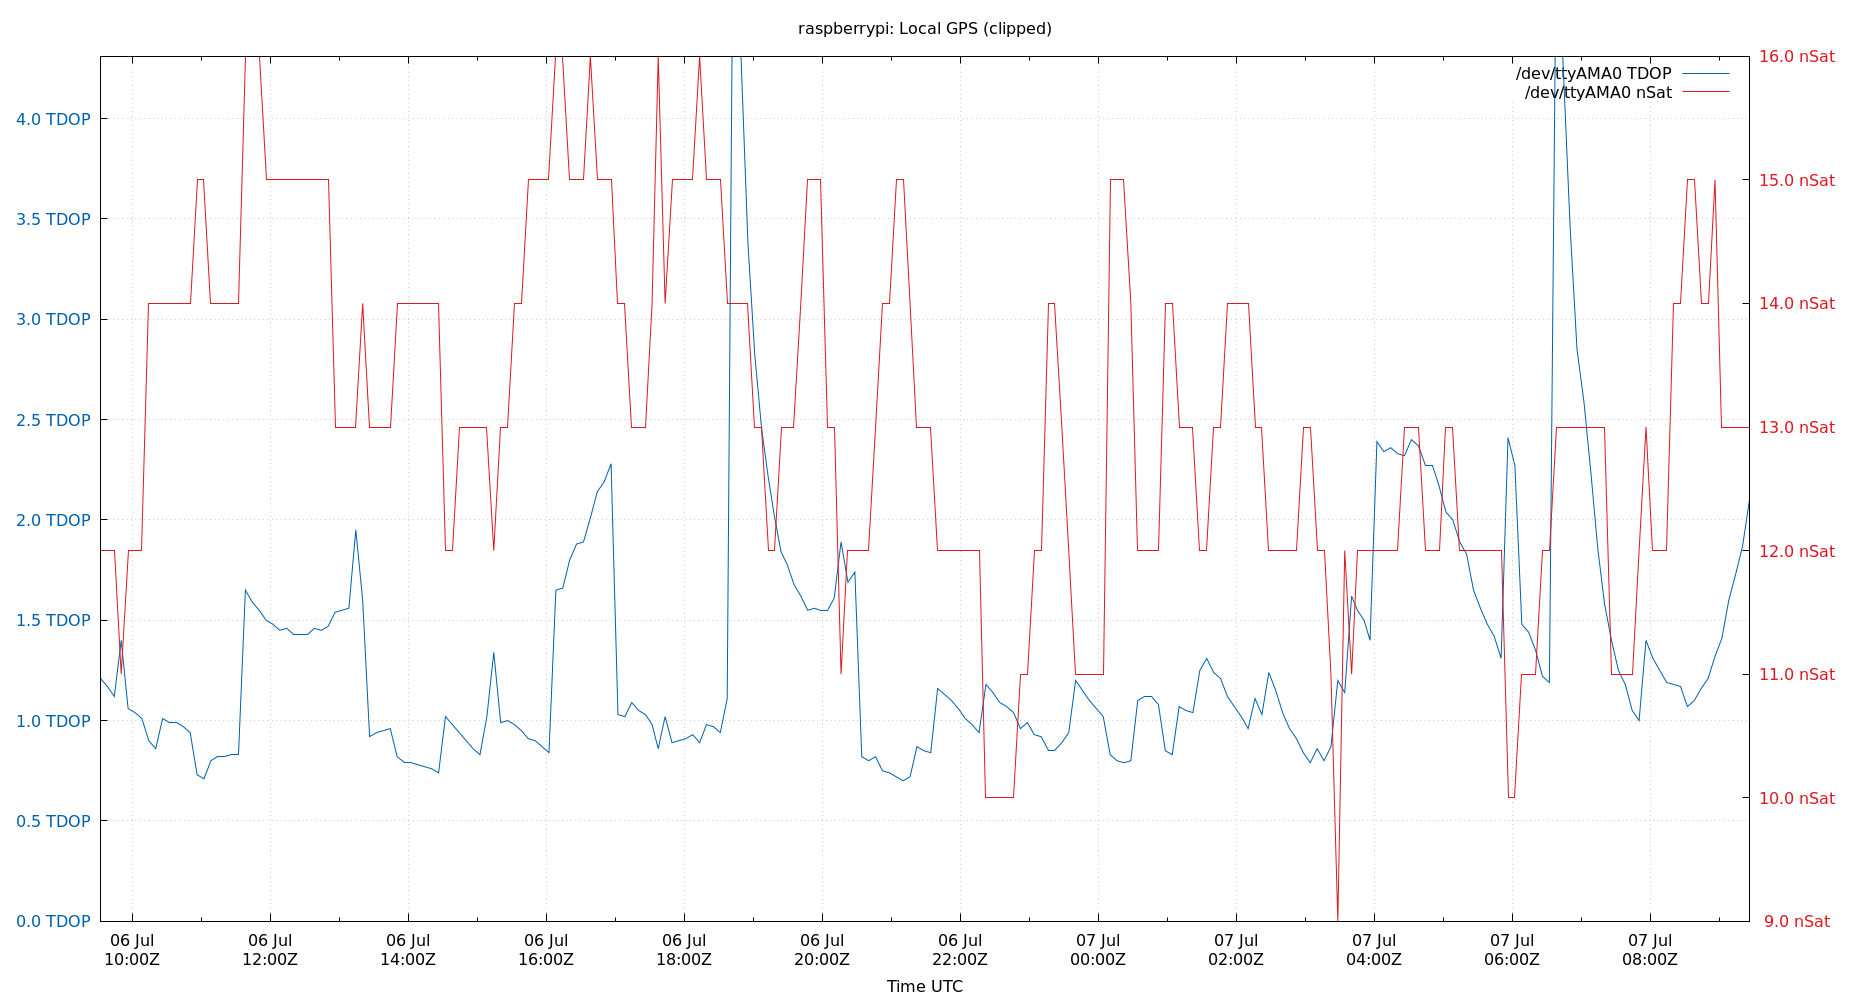 raspberrypi: Local GPS (clipped)
16.0 nSat
/dev/ttyAMA0 TDOP
/dev/ttyAMA0 nSat
4.0 TDOP
15.0 nSat
3.5 TDOP
14.0 nSat
3.0 TDOP
2.5 TDOP
13.0 nSat
2.0 TDOP
12.0 nSat
1.5 TDOP
11.0 nSat
1.0 TDOP
10.0 nSat
0.5 TDOP
0.0 TDOP
9.0 nSat
06 Jul 06 Jul 06 Jul 06 Jul 06 Jul 06 Jul 06 Jul 07 Jul 07 Jul 07 Jul 07 Jul 07 Jul
10:00Z 12:00Z 14:00Z 16:00Z 18:00Z 20:00Z 22:00Z 00:00Z 02:00Z 04:00Z 06:00Z 08:00Z
Time UTC